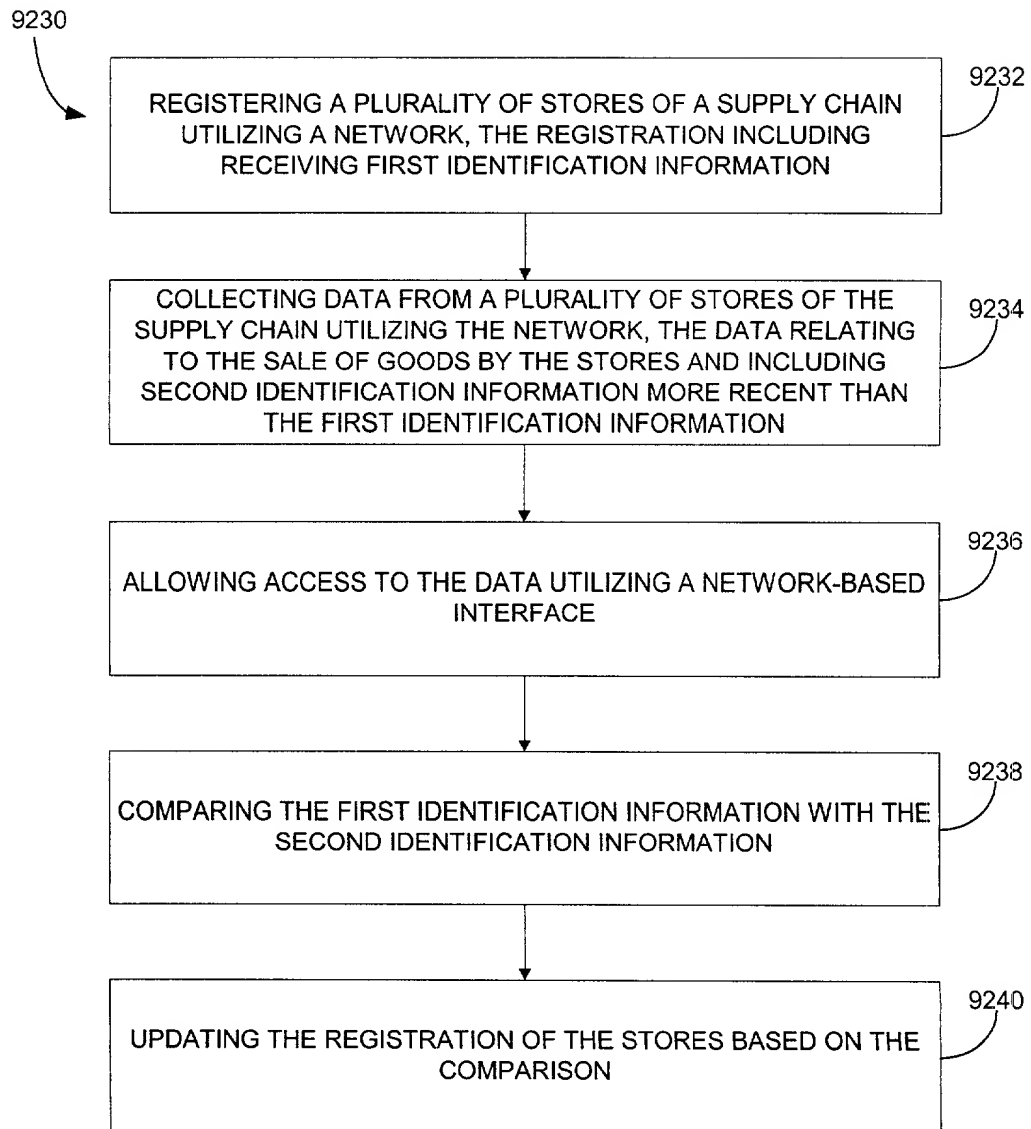 9230
9232
REGISTERING A PLURALITY OF STORES OF A SUPPLY CHAIN
UTILIZING A NETWORK, THE REGISTRATION INCLUDING
RECEIVING FIRST IDENTIFICATION INFORMATION
9234
COLLECTING DATA FROM A PLURALITY OF STORES OF THE
SUPPLY CHAIN UTILIZING THE NETWORK, THE DATA RELATING
TO THE SALE OF GOODS BY THE STORES AND INCLUDING
SECOND IDENTIFICATION INFORMATION MORE RECENT THAN
THE FIRST IDENTIFICATION INFORMATION
9236
ALLOWING ACCESS TO THE DATA UTILIZING A NETWORK-BASED
INTERFACE
9238
COMPARING THE FIRST IDENTIFICATION INFORMATION WITH THE
SECOND IDENTIFICATION INFORMATION
9240
UPDATING THE REGISTRATION OF THE STORES BASED ON THE
COMPARISON